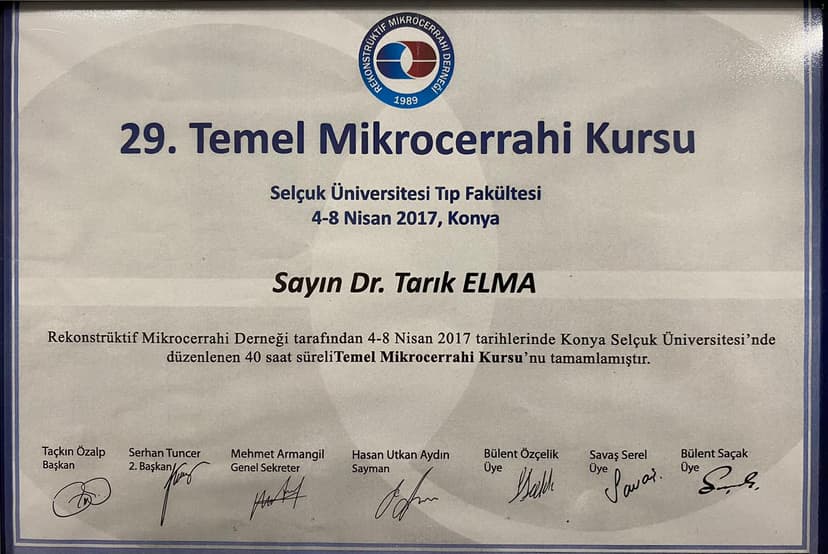 REKONSTRÜKTİF MİKROCERRAHİ DERNEĞİ
1989
29. Temel Mikrocerrahi Kursu
Selçuk Üniversitesi Tıp Fakültesi
4-8 Nisan 2017, Konya
Sayın Dr. Tarık ELMA
Rekonstrüktif Mikrocerrahi Derneği tarafından 4-8 Nisan 2017 tarihlerinde Konya Selçuk Üniversitesi'nde
düzenlenen 40 saat süreliTemel Mikrocerrahi Kursu'nu tamamlamıştır.
Taçkın Özalp
Başkan
Serhan Tuncer
2. Başkan
Mehmet Armangil
Genel Sekreter
Hasan Utkan Aydın
Sayman
Bülent Özçelik
Üye
Savaş Serel
Üye
Savaş.
Bülent Saçak
Üye